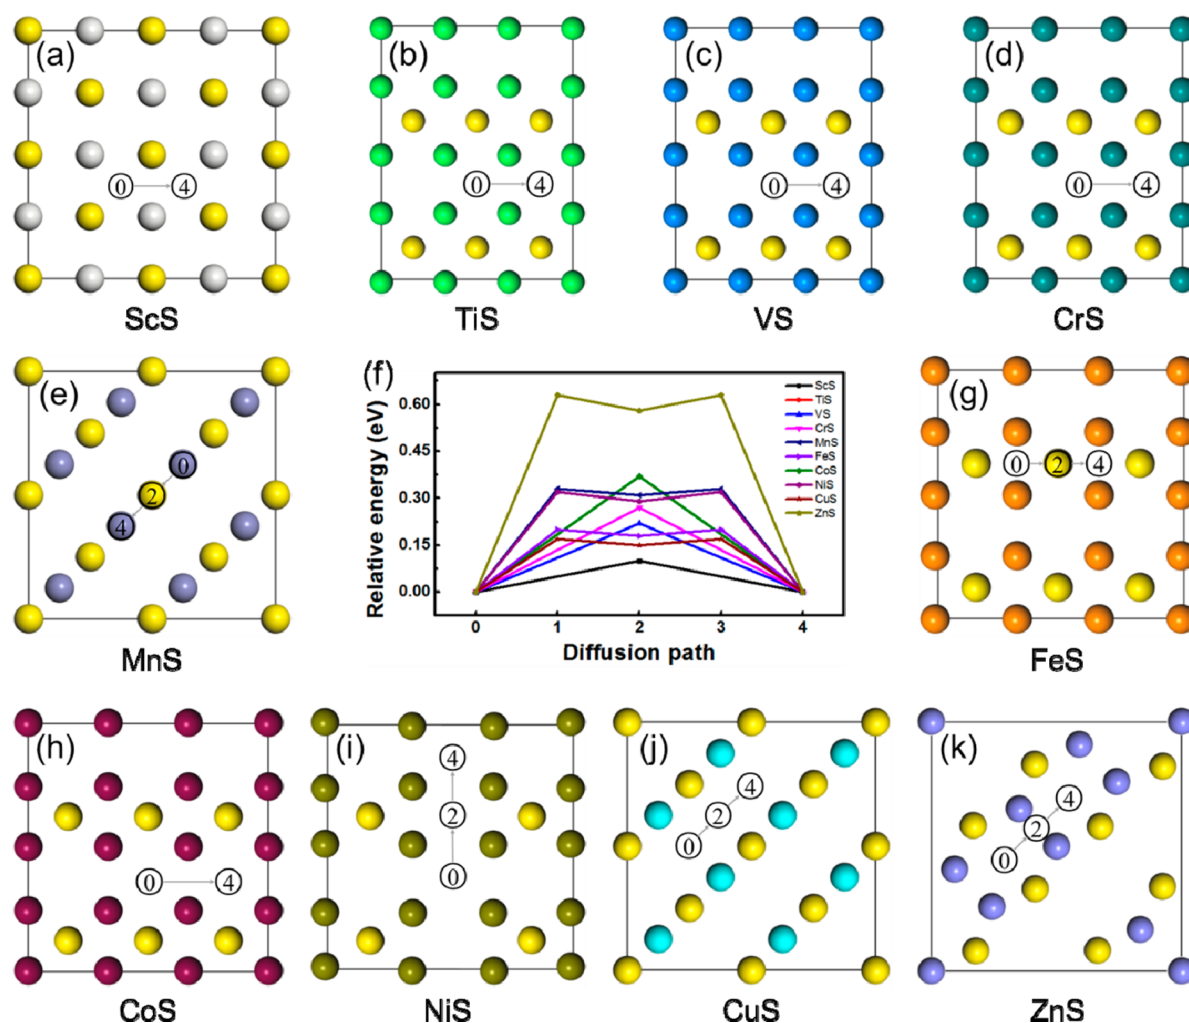 (a)
0 4
ScS
(b)
0 4
TiS
(c)
0 4
VS
(d)
0 4
CrS
(e)
0
2
4
MnS
(f)
Relative energy (eV)
0.60
0.45
0.30
0.15
0.00
0 1 2 3 4
Diffusion path
ScS
TiS
VS
CrS
MnS
FeS
CoS
NiS
CuS
ZnS
(g)
0 2 4
FeS
(h)
0 4
CoS
(i)
4
2
0
NiS
(j)
4
2
0
CuS
(k)
4
2
0
ZnS